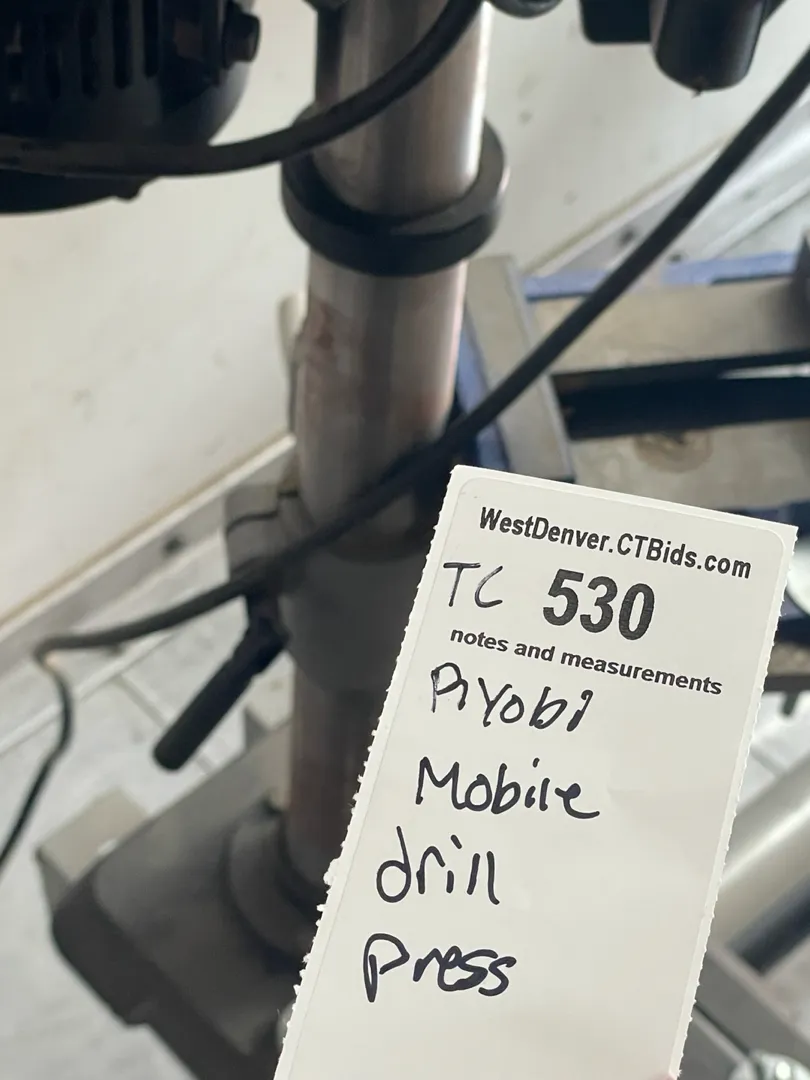 WestDenver.CTBids.com
TC 530
notes and measurements
Ryobi
Mobile
drill
press